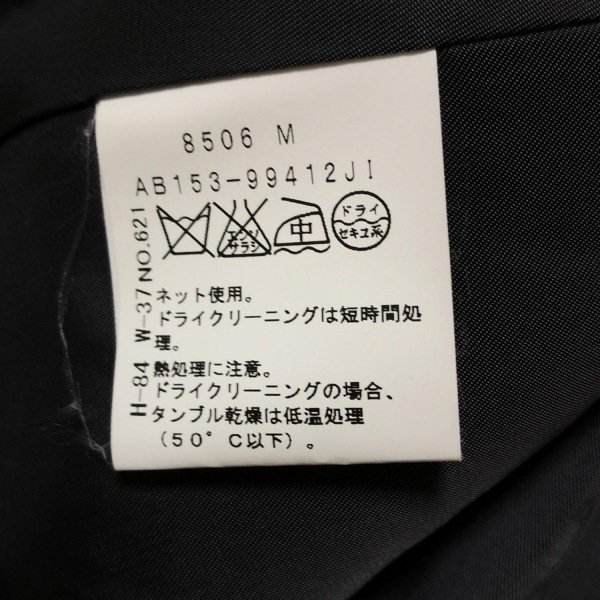 8506 M
AB153-99412JI
エンソ
サラシ
中
ドライ
セキユ系
ネット使用。
ドライクリーニングは短時間処
理。
熱処理に注意。
ドライクリーニングの場合、
タンブル乾燥は低温処理
(50°C以下)。
H-84 W-37NO.621